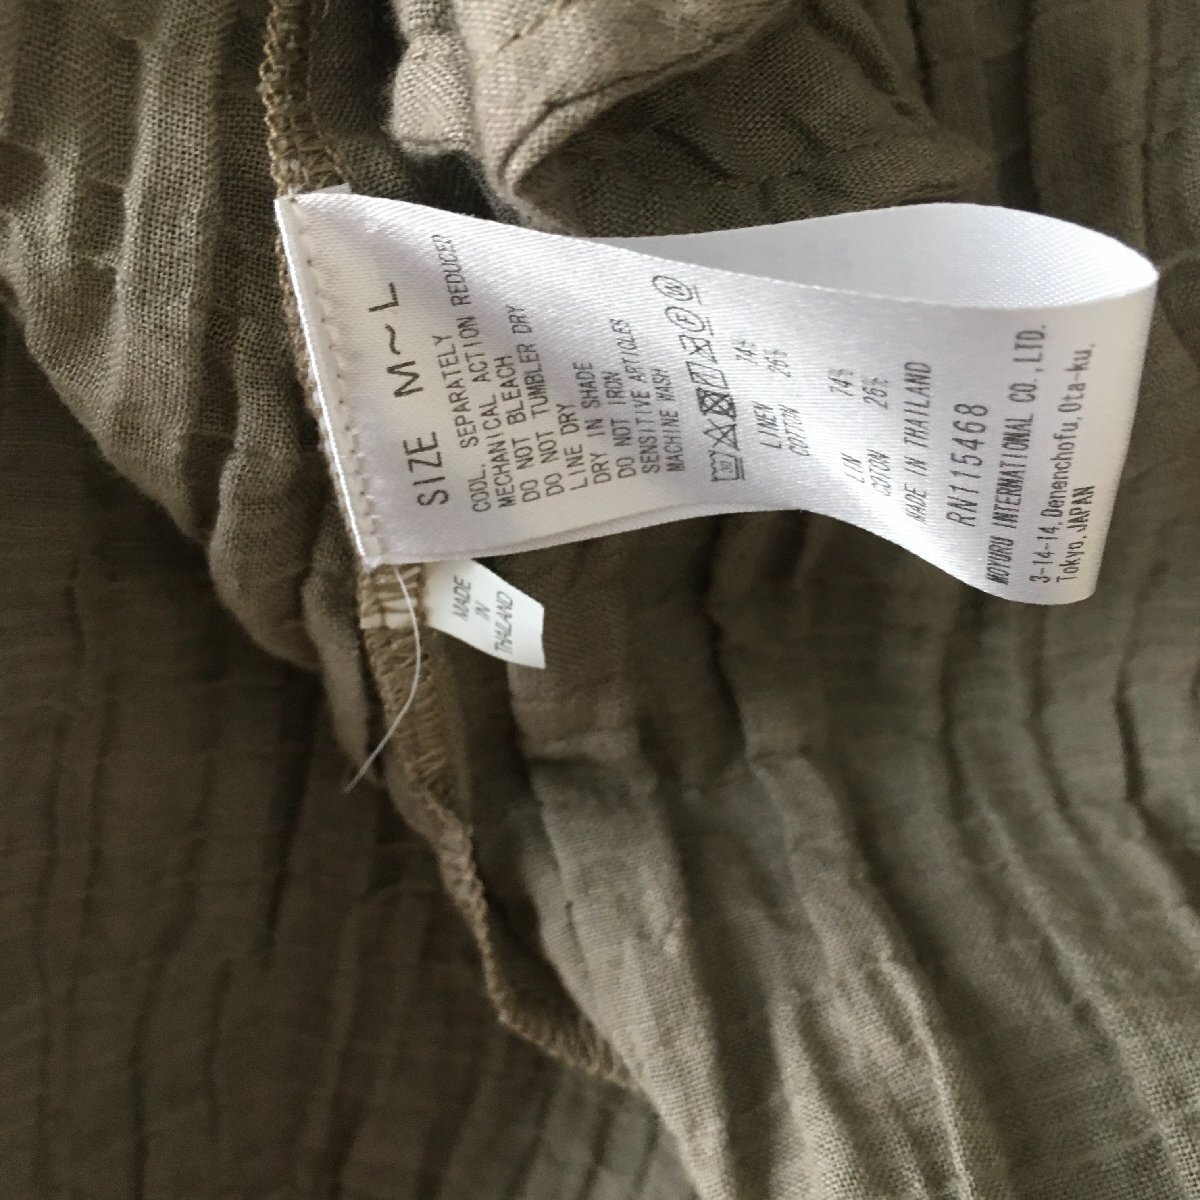 SIZE M~L
COOL, SEPARATELY
MECHANICAL ACTION REDUCED
DO NOT BLEACH
DO NOT TUMBLER DRY
LINE DRY
DRY IN SHADE
DO NOT IRON
SENSITIVE ARTICLES
MACHINE WASH
30 F W
LINEN 74%
COTTON 26%
LIN 74%
COTON 26%
MADE IN THAILAND
RN115468
MOYURU INTERNATIONAL CO.,LTD.
3-14-14, Denenchofu, Ota-ku,
Tokyo, JAPAN
MADE
IN
THAILAND